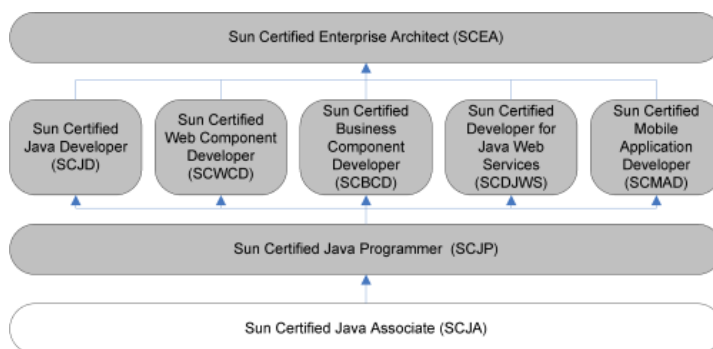 Sun Certified Enterprise Architect (SCEA)
Sun Certified
Java Developer
(SCJD)
Sun Certified
Web Component
Developer
(SCWCD)
Sun Certified
Business
Component
Developer
(SCBCD)
Sun Certified
Developer for
Java Web
Services
(SCDJWS)
Sun Certified
Mobile
Application
Developer
(SCMAD)
Sun Certified Java Programmer (SCJP)
Sun Certified Java Associate (SCJA)